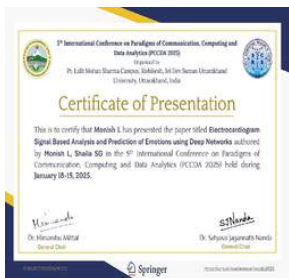 5th International Conference on Paradigms of Communication, Computing and
Data Analytics (PCCDA 2025)
Organized by
Pt. Lalit Mohan Sharma Campus, Rishikesh, Sri Dev Suman Uttarakhand
University, Uttarakhand, India
Certificate of Presentation
This is to certify that Monish L has presented the paper titled Electrocardiogram
Signal Based Analysis and Prediction of Emotions using Deep Networks authored
by Monish L, Shaila SG in the 5th International Conference on Paradigms of
Communication, Computing and Data Analytics (PCCDA 2025) held during
January 18-19, 2025.
Himanshu
SJNanda
Dr. Himanshu Mittal
Dr. Satyasai Jagannath Nanda
General Chair
General Chair
Springer